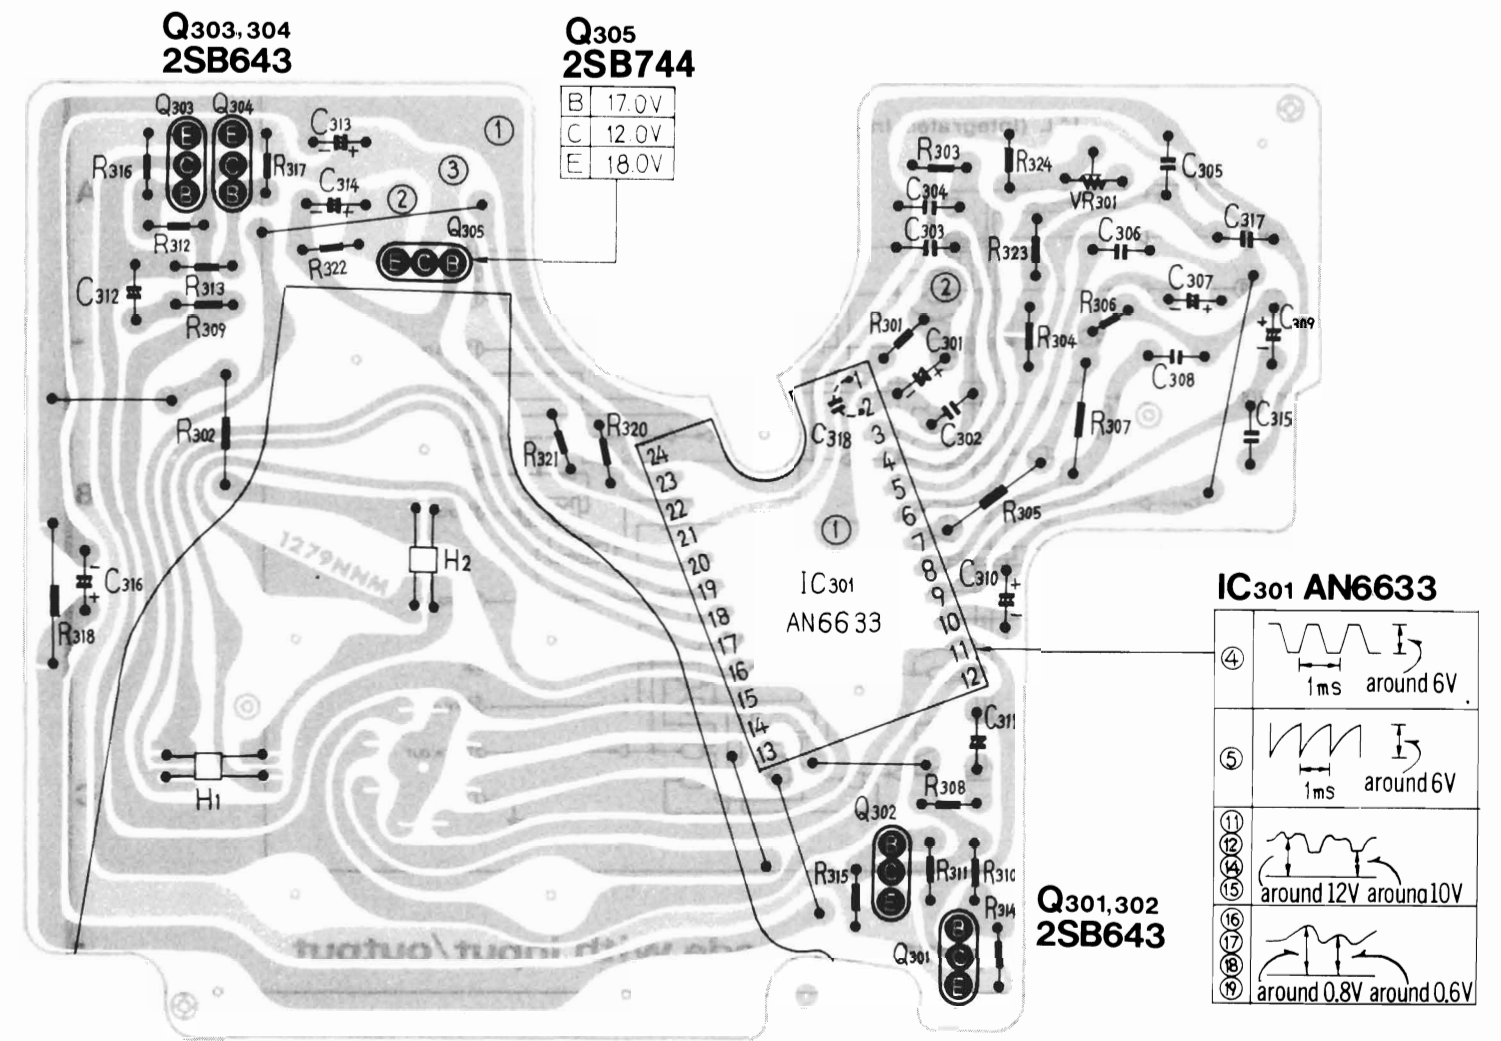 Q303,304
2SB643
Q305
2SB744
B 17.0V
C 12.0V
E 18.0V
Q303
Q304
E
C
B
E
C
B
R316
R317
C313
- +
C314
- +
①
③
②
Q305
E C B
R312
R322
C312
R313
R309
R302
R321
R320
R303
R324
C305
VR301
C304
C303
R323
C306
C317
②
C307
- +
R306
R301
C301
- +
R304
C309
+
-
C308
C318
C302
R307
C315
R305
1
2
3
4
5
6
7
8
9
10
11
12
24
23
22
21
20
19
18
17
16
15
14
13
①
IC301
AN6633
C310
+
-
1279MMM
H2
C316
-
+
R318
H1
C311
R308
Q302
B
C
E
R315
R311
R310
R314
Q301
B
C
E
Q301,302
2SB643
IC301 AN6633
④
1ms
around 6V
⑤
1ms
around 6V
⑪
⑫
⑭
⑮
around 12V around 10V
⑯
⑰
⑱
⑲
around 0.8V around 0.6V
ade with input/output